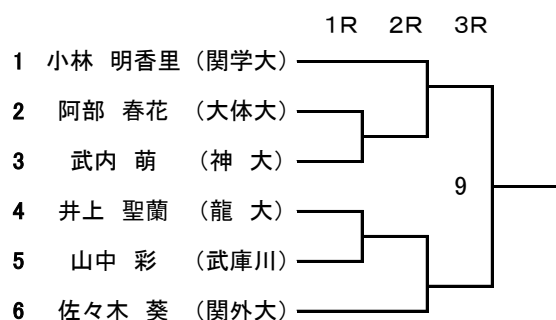 1R 2R 3R
1 小林 明香里 (関学大)
2 阿部 春花 (大体大)
3 武内 萌 (神 大)
9
4 井上 聖蘭 (龍 大)
5 山中 彩 (武庫川)
6 佐々木 葵 (関外大)